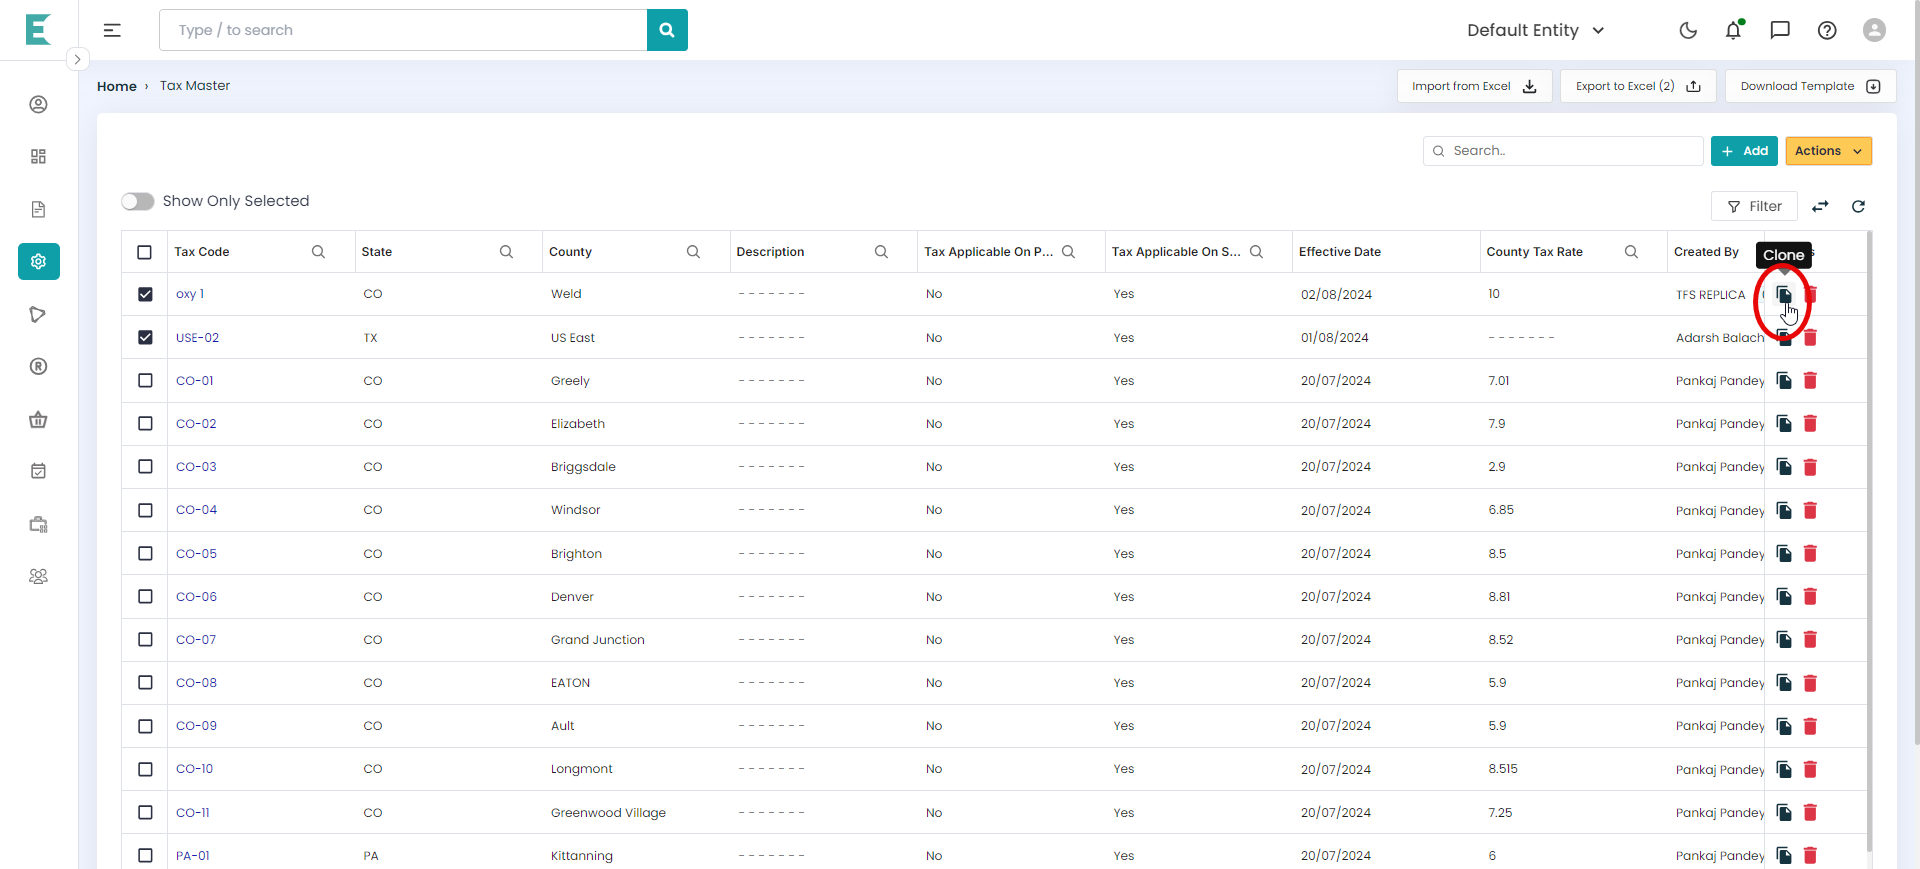 E
Type / to search
Default Entity
Home › Tax Master
Import from Excel
Export to Excel (2)
Download Template
Search..
+ Add
Actions
Show Only Selected
Filter
Tax Code State County Description Tax Applicable On P... Tax Applicable On S... Effective Date County Tax Rate Created By
Clone
oxy 1 CO Weld ------- No Yes 02/08/2024 10 TFS REPLICA
USE-02 TX US East ------- No Yes 01/08/2024 ------- Adarsh Balach
CO-01 CO Greely ------- No Yes 20/07/2024 7.01 Pankaj Pandey
CO-02 CO Elizabeth ------- No Yes 20/07/2024 7.9 Pankaj Pandey
CO-03 CO Briggsdale ------- No Yes 20/07/2024 2.9 Pankaj Pandey
CO-04 CO Windsor ------- No Yes 20/07/2024 6.85 Pankaj Pandey
CO-05 CO Brighton ------- No Yes 20/07/2024 8.5 Pankaj Pandey
CO-06 CO Denver ------- No Yes 20/07/2024 8.81 Pankaj Pandey
CO-07 CO Grand Junction ------- No Yes 20/07/2024 8.52 Pankaj Pandey
CO-08 CO EATON ------- No Yes 20/07/2024 5.9 Pankaj Pandey
CO-09 CO Ault ------- No Yes 20/07/2024 5.9 Pankaj Pandey
CO-10 CO Longmont ------- No Yes 20/07/2024 8.515 Pankaj Pandey
CO-11 CO Greenwood Village ------- No Yes 20/07/2024 7.25 Pankaj Pandey
PA-01 PA Kittanning ------- No Yes 20/07/2024 6 Pankaj Pandey